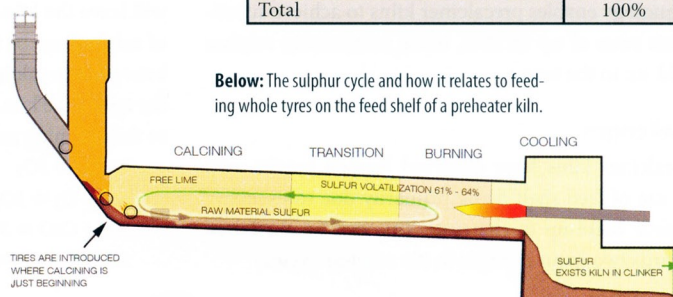 Total 100%
Below: The sulphur cycle and how it relates to feed-
ing whole tyres on the feed shelf of a preheater kiln.
CALCINING TRANSITION BURNING COOLING
FREE LIME
SULFUR VOLATILIZATION 61% - 64%
RAW MATERIAL SULFUR
TIRES ARE INTRODUCED
WHERE CALCINING IS
JUST BEGINNING
SULFUR
EXISTS KILN IN CLINKER